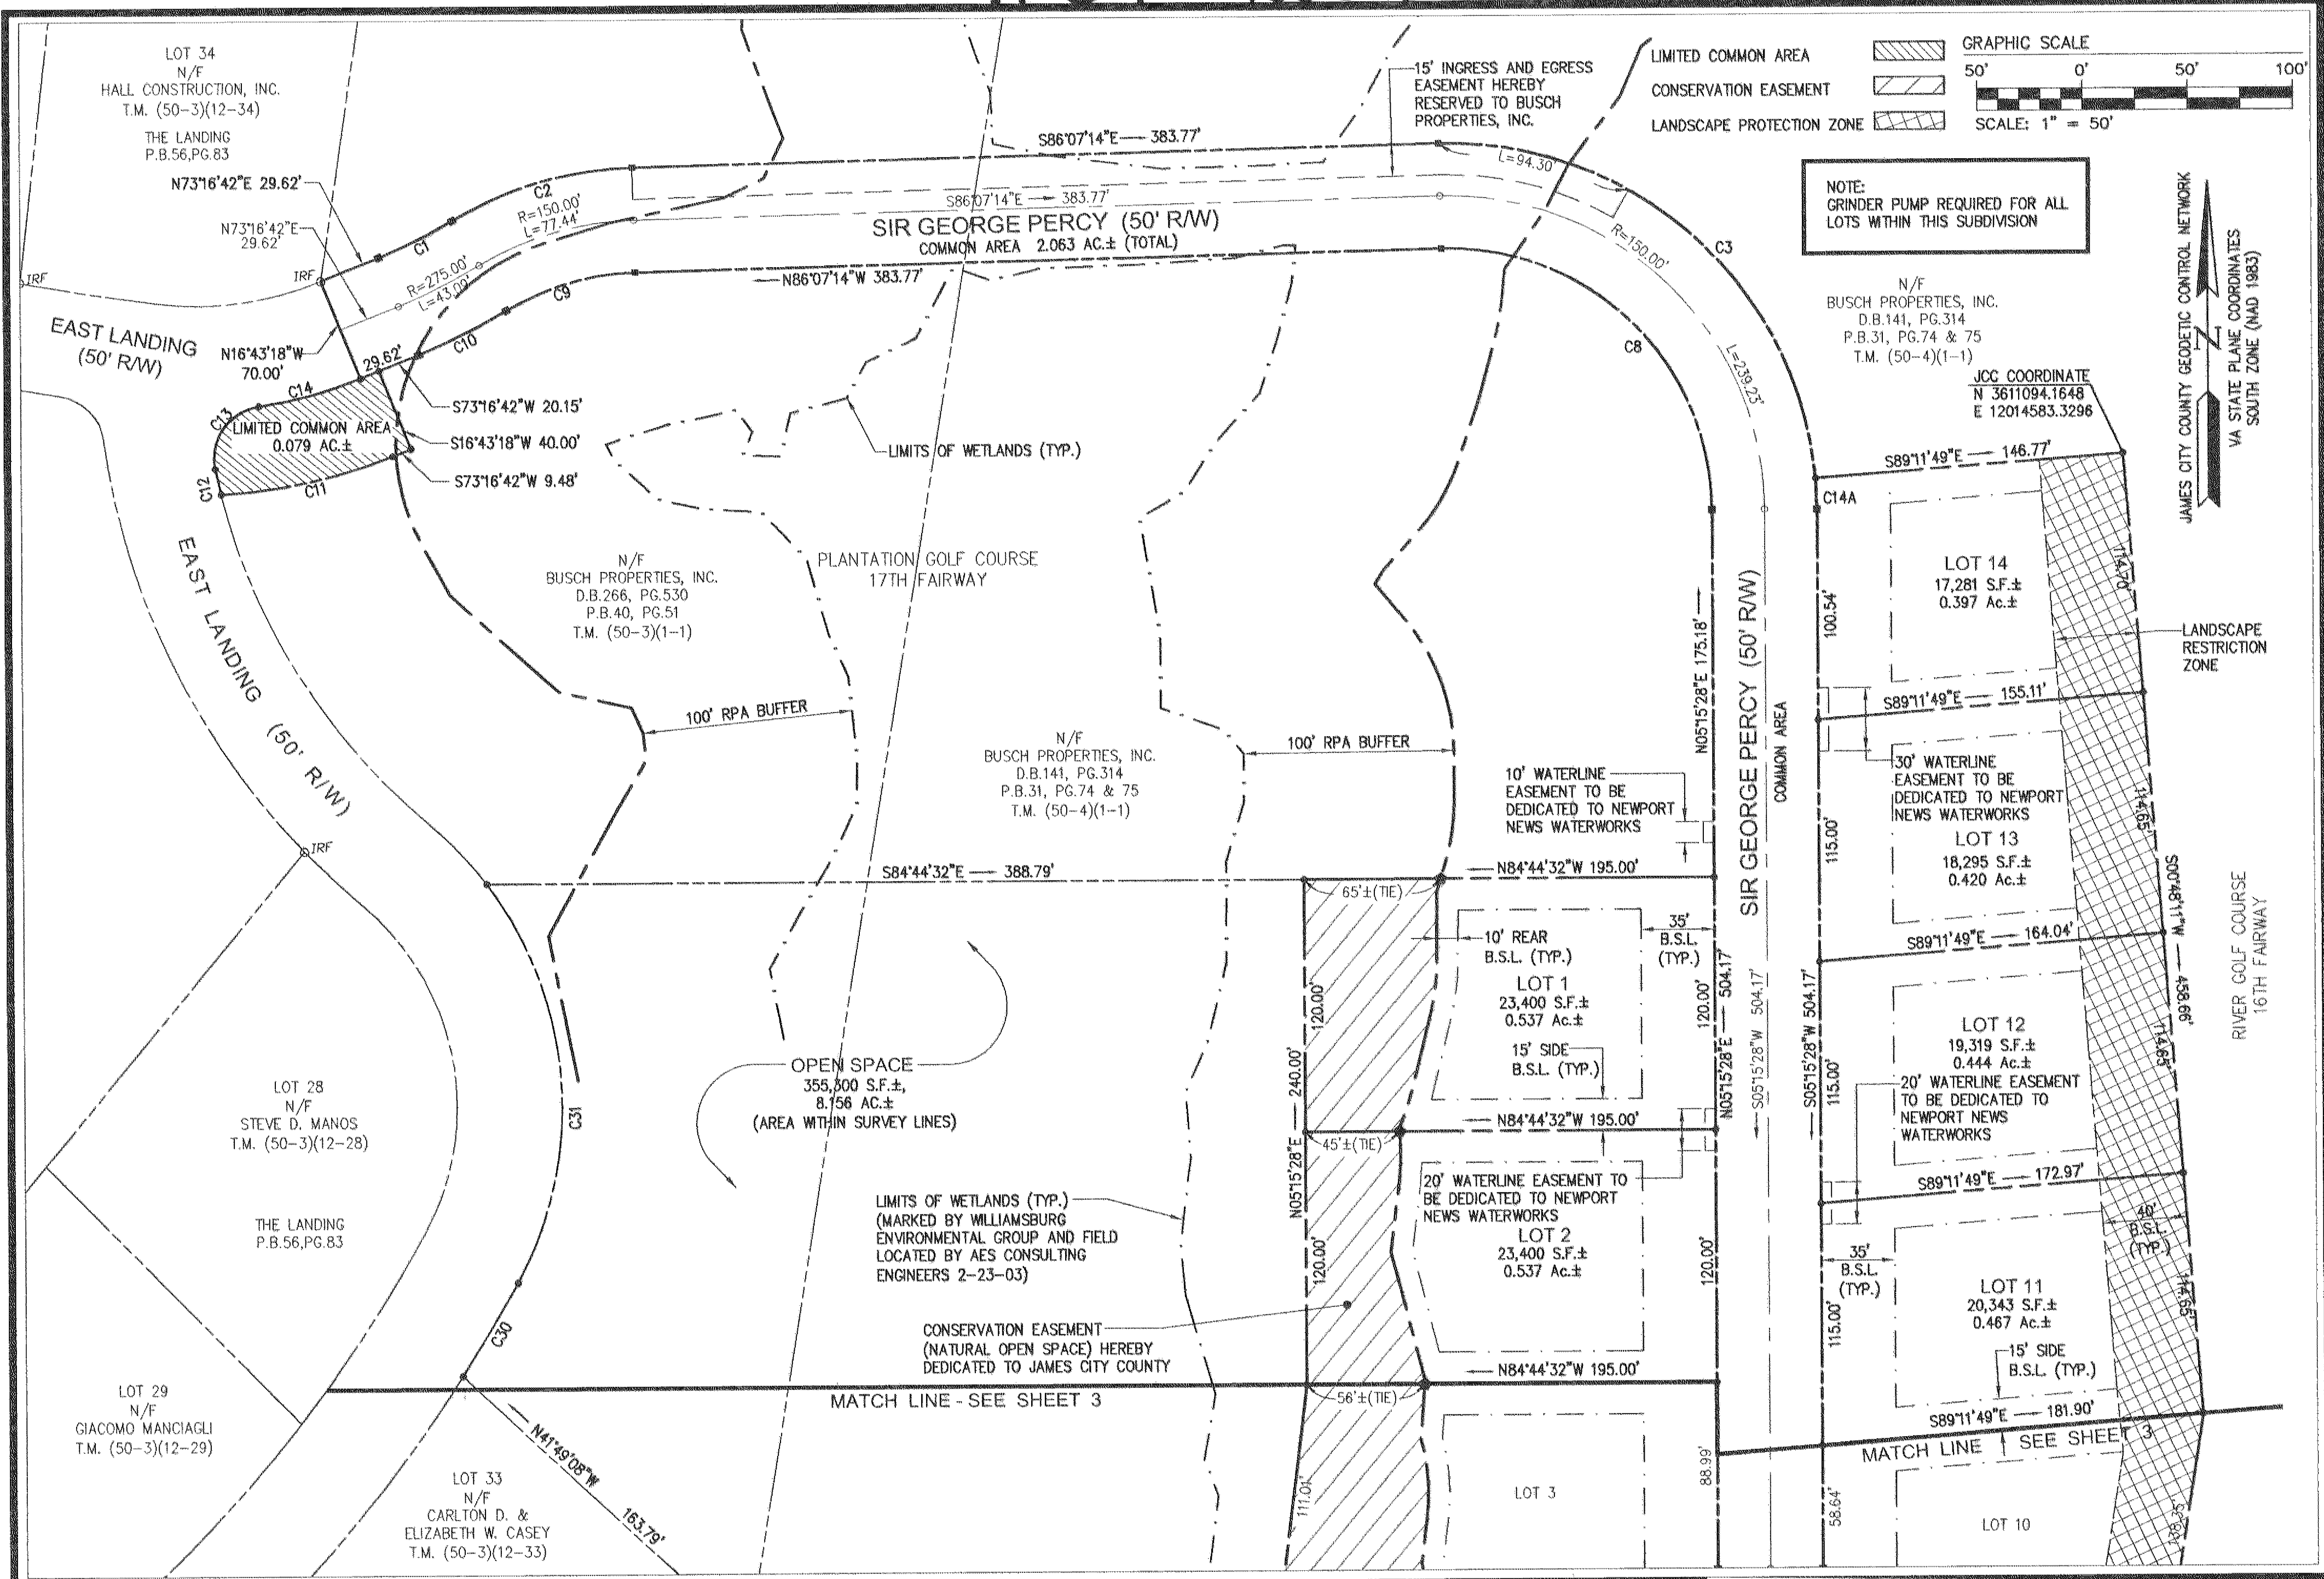 LOT 34
N/F
HALL CONSTRUCTION, INC.
T.M. (50-3)(12-34)
THE LANDING
P.B.56,PG.83
N73°16'42"E 29.62'
N73°16'42"E
29.62'
IRF
IRF
EAST LANDING
(50' R/W)
N16°43'18"W
70.00'
C1
C2
R=150.00'
L=77.44'
R=275.00'
L=43.09'
C9
C10
29.62'
C14
C13
C12
C11
LIMITED COMMON AREA
0.079 AC.±
S73°16'42"W 20.15'
S16°43'18"W 40.00'
S73°16'42"W 9.48'
S86°07'14"E 383.77'
S86°07'14"E 383.77'
SIR GEORGE PERCY (50' R/W)
COMMON AREA 2.063 AC.± (TOTAL)
N86°07'14"W 383.77'
15' INGRESS AND EGRESS
EASEMENT HEREBY
RESERVED TO BUSCH
PROPERTIES, INC.
L=94.30'
C3
R=150.00'
L=239.23'
C8
LIMITED COMMON AREA
CONSERVATION EASEMENT
LANDSCAPE PROTECTION ZONE
GRAPHIC SCALE
50' 0' 50' 100'
SCALE: 1" = 50'
NOTE:
GRINDER PUMP REQUIRED FOR ALL
LOTS WITHIN THIS SUBDIVISION
N/F
BUSCH PROPERTIES, INC.
D.B.141, PG.314
P.B.31, PG.74 & 75
T.M. (50-4)(1-1)
JCC COORDINATE
N 3611094.1648
E 12014583.3296
JAMES CITY COUNTY GEODETIC CONTROL NETWORK
N
VA STATE PLANE COORDINATES
SOUTH ZONE (NAD 1983)
S89°11'49"E 146.77'
C14A
LOT 14
17,281 S.F.±
0.397 Ac.±
114.70'
100.54'
LANDSCAPE
RESTRICTION
ZONE
S89°11'49"E 155.11'
30' WATERLINE
EASEMENT TO BE
DEDICATED TO NEWPORT
NEWS WATERWORKS
LOT 13
18,295 S.F.±
0.420 Ac.±
115.00'
114.65'
S00°48'11"W 458.66'
RIVER GOLF COURSE
16TH FAIRWAY
S89°11'49"E 164.04'
LOT 12
19,319 S.F.±
0.444 Ac.±
20' WATERLINE EASEMENT
TO BE DEDICATED TO
NEWPORT NEWS
WATERWORKS
115.00'
114.65'
S89°11'49"E 172.97'
40'
B.S.L.
(TYP.)
35'
B.S.L.
(TYP.)
LOT 11
20,343 S.F.±
0.467 Ac.±
15' SIDE
B.S.L. (TYP.)
115.00'
114.65'
S89°11'49"E 181.90'
MATCH LINE SEE SHEET 3
LOT 10
58.64'
138.35'
LIMITS OF WETLANDS (TYP.)
PLANTATION GOLF COURSE
17TH FAIRWAY
N/F
BUSCH PROPERTIES, INC.
D.B.266, PG.530
P.B.40, PG.51
T.M. (50-3)(1-1)
EAST LANDING (50' R/W)
100' RPA BUFFER
N/F
BUSCH PROPERTIES, INC.
D.B.141, PG.314
P.B.31, PG.74 & 75
T.M. (50-4)(1-1)
100' RPA BUFFER
N05°15'28"E 175.18'
SIR GEORGE PERCY (50' R/W)
COMMON AREA
10' WATERLINE
EASEMENT TO BE
DEDICATED TO NEWPORT
NEWS WATERWORKS
IRF
S84°44'32"E 388.79'
N84°44'32"W 195.00'
65'±(TIE)
10' REAR
B.S.L. (TYP.)
35'
B.S.L.
(TYP.)
LOT 1
23,400 S.F.±
0.537 Ac.±
15' SIDE
B.S.L. (TYP.)
120.00'
120.00'
N05°15'28"E 504.17'
S05°15'28"W 504.17'
S05°15'28"W 504.17'
N05°15'28"E 240.00'
OPEN SPACE
355,300 S.F.±,
8.156 AC.±
(AREA WITHIN SURVEY LINES)
C31
N84°44'32"W 195.00'
45'±(TIE)
20' WATERLINE EASEMENT TO
BE DEDICATED TO NEWPORT
NEWS WATERWORKS
LOT 2
23,400 S.F.±
0.537 Ac.±
120.00'
120.00'
LIMITS OF WETLANDS (TYP.)
(MARKED BY WILLIAMSBURG
ENVIRONMENTAL GROUP AND FIELD
LOCATED BY AES CONSULTING
ENGINEERS 2-23-03)
CONSERVATION EASEMENT
(NATURAL OPEN SPACE) HEREBY
DEDICATED TO JAMES CITY COUNTY
N84°44'32"W 195.00'
56'±(TIE)
MATCH LINE - SEE SHEET 3
LOT 3
88.99'
111.01'
LOT 28
N/F
STEVE D. MANOS
T.M. (50-3)(12-28)
THE LANDING
P.B.56,PG.83
C30
LOT 29
N/F
GIACOMO MANCIAGLI
T.M. (50-3)(12-29)
N41°49'08"W 163.79'
LOT 33
N/F
CARLTON D. &
ELIZABETH W. CASEY
T.M. (50-3)(12-33)